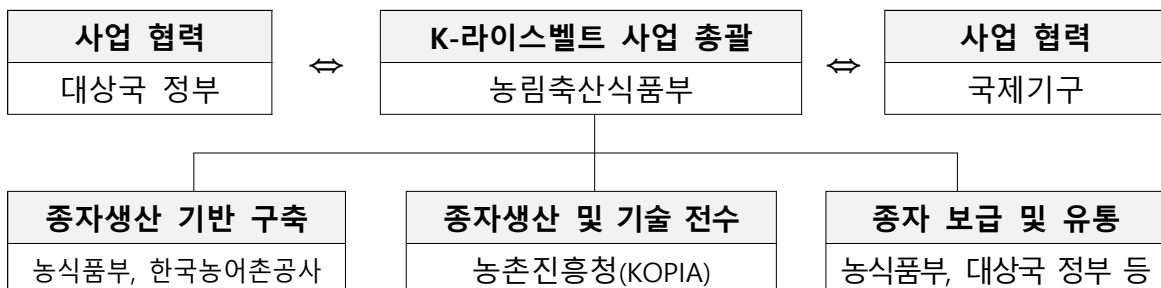 사업 협력
대상국 정부
⇔
K-라이스벨트 사업 총괄
농림축산식품부
⇔
사업 협력
국제기구
종자생산 기반 구축
농식품부, 한국농어촌공사
종자생산 및 기술 전수
농촌진흥청(KOPIA)
종자 보급 및 유통
농식품부, 대상국 정부 등